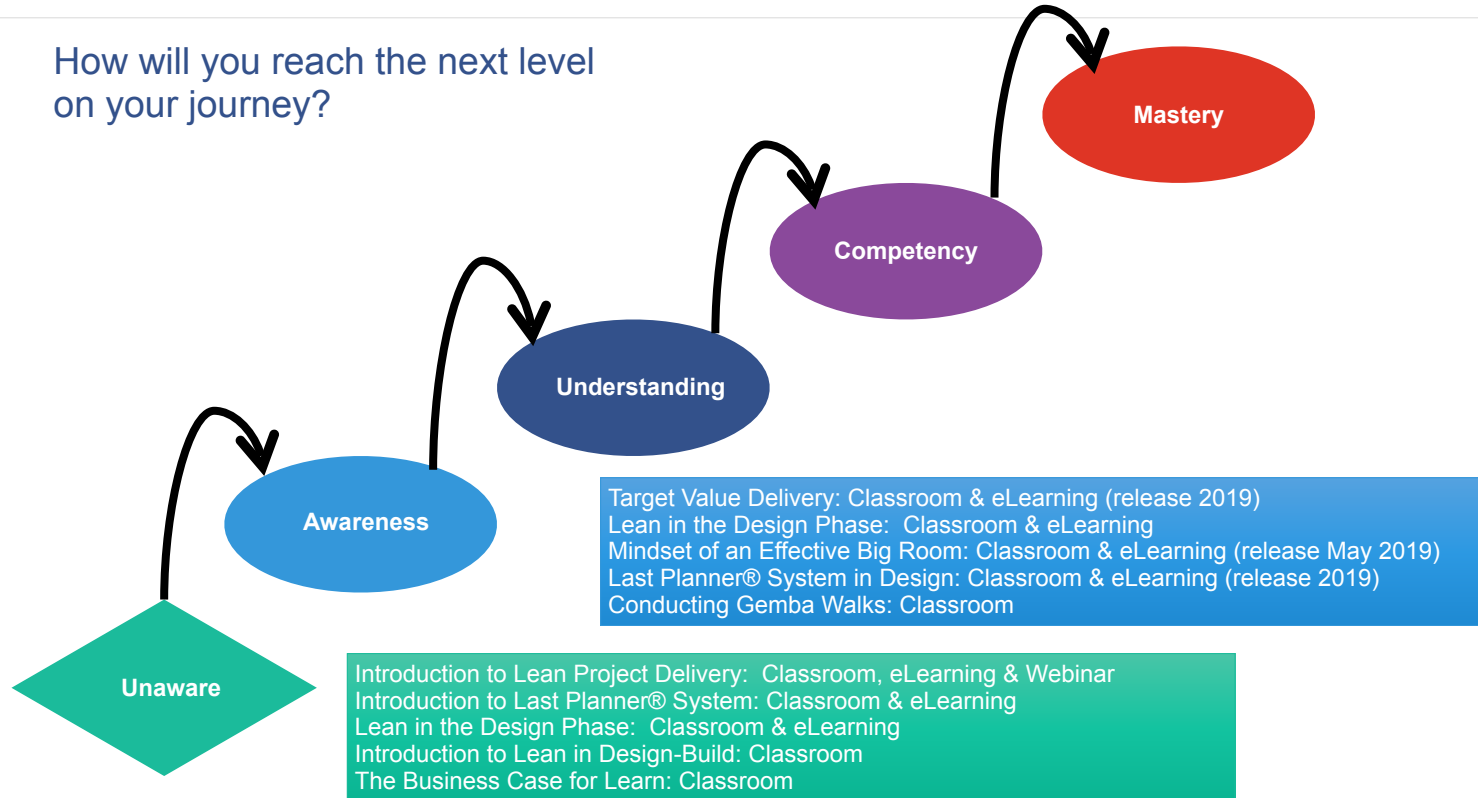 How will you reach the next level
on your journey?
Mastery
Competency
Understanding
Awareness
Target Value Delivery: Classroom & eLearning (release 2019)
Lean in the Design Phase:  Classroom & eLearning
Mindset of an Effective Big Room: Classroom & eLearning (release May 2019)
Last Planner® System in Design: Classroom & eLearning (release 2019)
Conducting Gemba Walks: Classroom
Unaware
Introduction to Lean Project Delivery:  Classroom, eLearning & Webinar
Introduction to Last Planner® System: Classroom & eLearning
Lean in the Design Phase:  Classroom & eLearning
Introduction to Lean in Design-Build: Classroom
The Business Case for Learn: Classroom